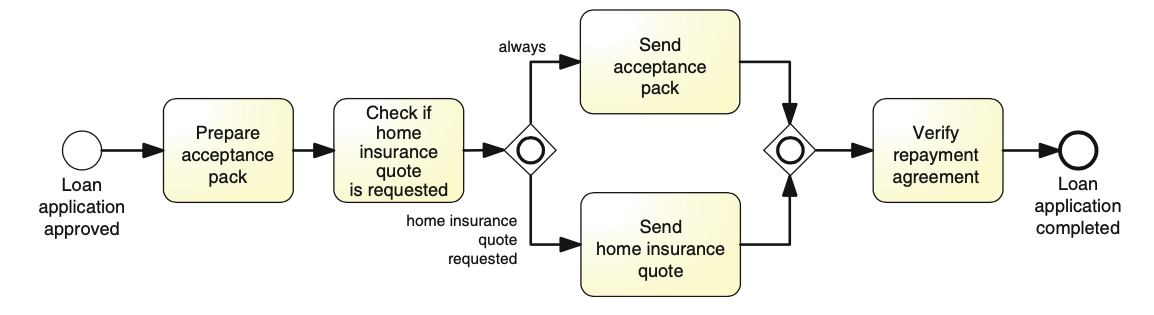 Loan
application
approved
Prepare
acceptance
pack
Check if
home
insurance
quote
is requested
always
home insurance
quote
requested
Send
acceptance
pack
Send
home insurance
quote
Verify
repayment
agreement
Loan
application
completed